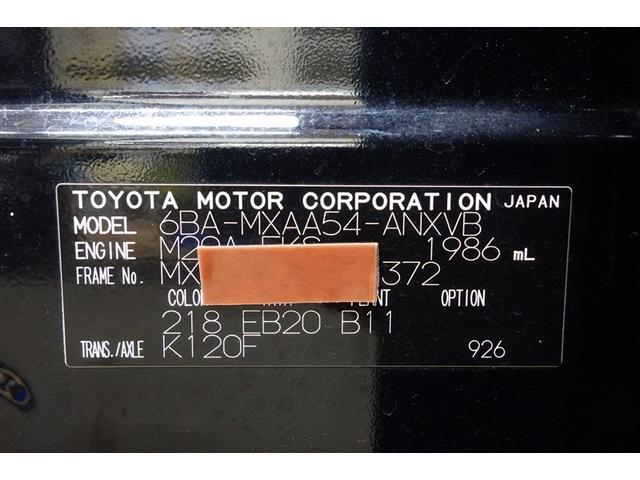 TOYOTA MOTOR CORPORATION JAPAN
MODEL 6BA-MXAA54-ANXVB
ENGINE 1986 mL
FRAME No. MX 372
OPTION
218 EB20 B11
TRANS./AXLE K120F 926